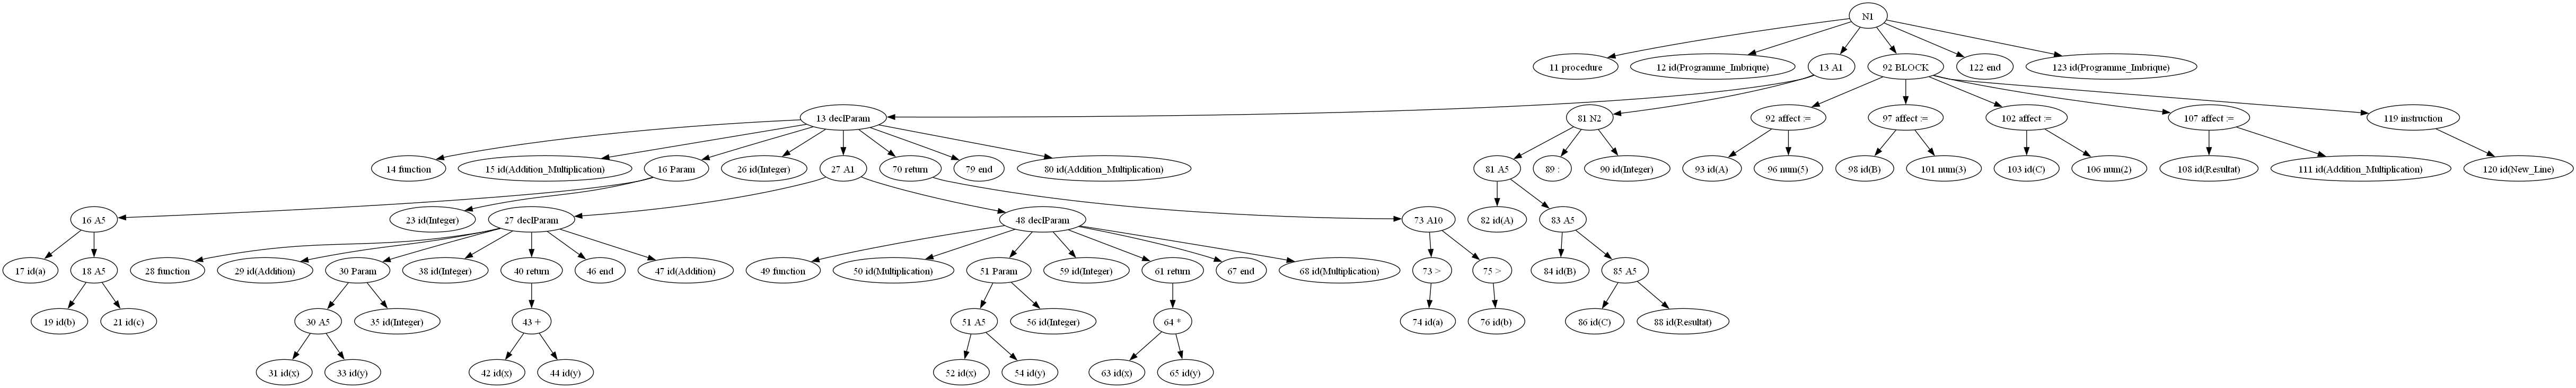 N1
11 procedure
12 id(Programme_Imbrique)
13 A1
92 BLOCK
122 end
123 id(Programme_Imbrique)
13 declParam
81 N2
92 affect :=
97 affect :=
102 affect :=
107 affect :=
119 instruction
14 function
15 id(Addition_Multiplication)
16 Param
26 id(Integer)
27 A1
70 return
79 end
80 id(Addition_Multiplication)
81 A5
89 :
90 id(Integer)
93 id(A)
96 num(5)
98 id(B)
101 num(3)
103 id(C)
106 num(2)
108 id(Resultat)
111 id(Addition_Multiplication)
120 id(New_Line)
16 A5
23 id(Integer)
27 declParam
48 declParam
73 A10
82 id(A)
83 A5
17 id(a)
18 A5
28 function
29 id(Addition)
30 Param
38 id(Integer)
40 return
46 end
47 id(Addition)
49 function
50 id(Multiplication)
51 Param
59 id(Integer)
61 return
67 end
68 id(Multiplication)
73 >
75 >
84 id(B)
85 A5
19 id(b)
21 id(c)
30 A5
35 id(Integer)
43 +
51 A5
56 id(Integer)
64 *
74 id(a)
76 id(b)
86 id(C)
88 id(Resultat)
31 id(x)
33 id(y)
42 id(x)
44 id(y)
52 id(x)
54 id(y)
63 id(x)
65 id(y)